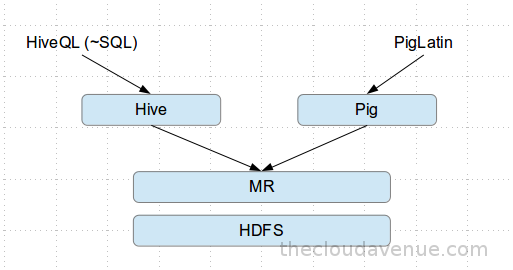 HiveQL (~SQL)
PigLatin
Hive
Pig
MR
HDFS
thecloudavenue.com